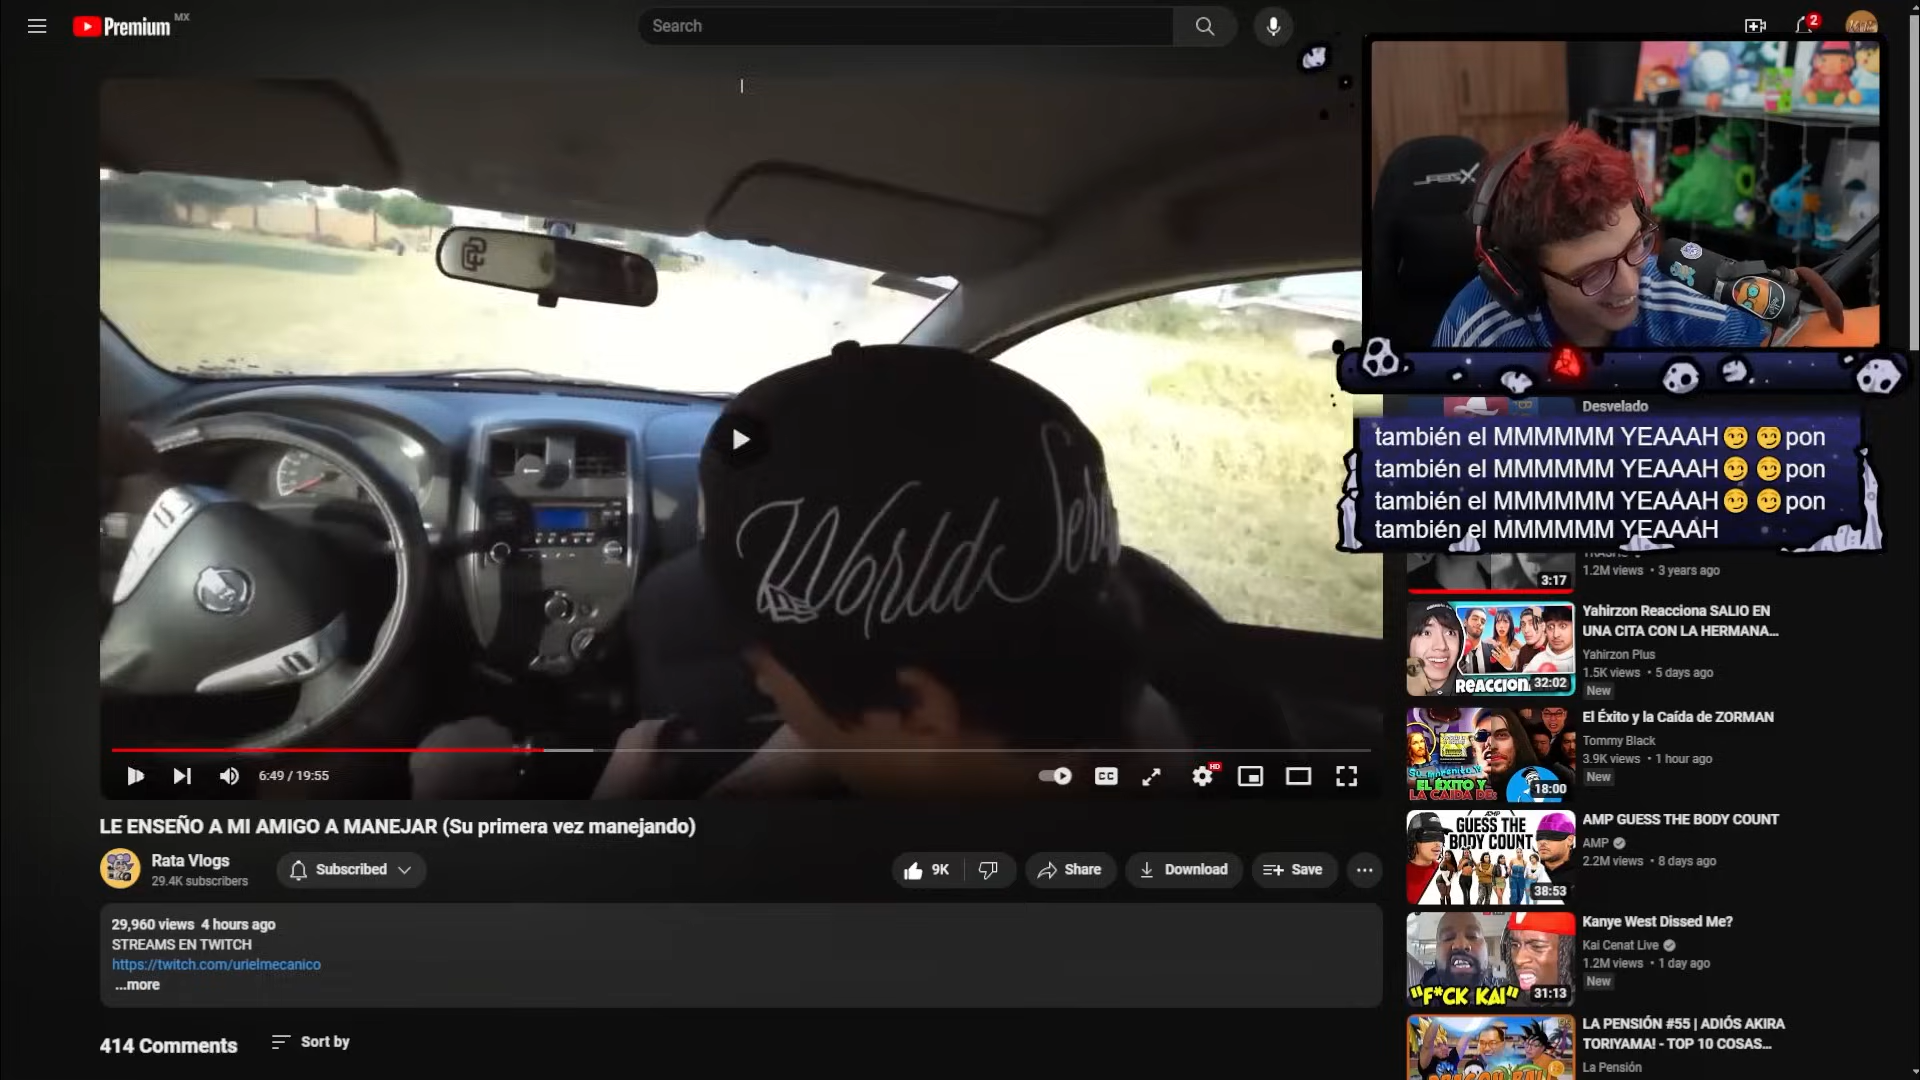 Premium MX
Search
2
World Seri
6:49 / 19:55
CC
HD
LE ENSEÑO A MI AMIGO A MANEJAR (Su primera vez manejando)
Rata Vlogs
29.4K subscribers
Subscribed
9K
Share
Download
Save
29,960 views 4 hours ago
STREAMS EN TWITCH
https://twitch.com/urielmecanico
...more
414 Comments
Sort by
Desvelado
también el MMMMMM YEAAAH😏 😏pon
también el MMMMMM YEAAAH😏 😏pon
también el MMMMMM YEAAAH😏 😏pon
también el MMMMMM YEAAAH
3:17
1.2M views • 3 years ago
REACCION
32:02
Yahirzon Reacciona SALIO EN
UNA CITA CON LA HERMANA...
Yahirzon Plus
1.5K views • 5 days ago
New
EL ÉXITO Y
LA CAÍDA DE:
18:00
El Éxito y la Caída de ZORMAN
Tommy Black
3.9K views • 1 hour ago
New
AMP
GUESS THE
BODY COUNT
38:53
AMP GUESS THE BODY COUNT
AMP
2.2M views • 8 days ago
"F*CK KAI"
31:13
Kanye West Dissed Me?
Kai Cenat Live
1.2M views • 1 day ago
New
LA PENSIÓN #55 | ADIÓS AKIRA
TORIYAMA! - TOP 10 COSAS...
La Pensión